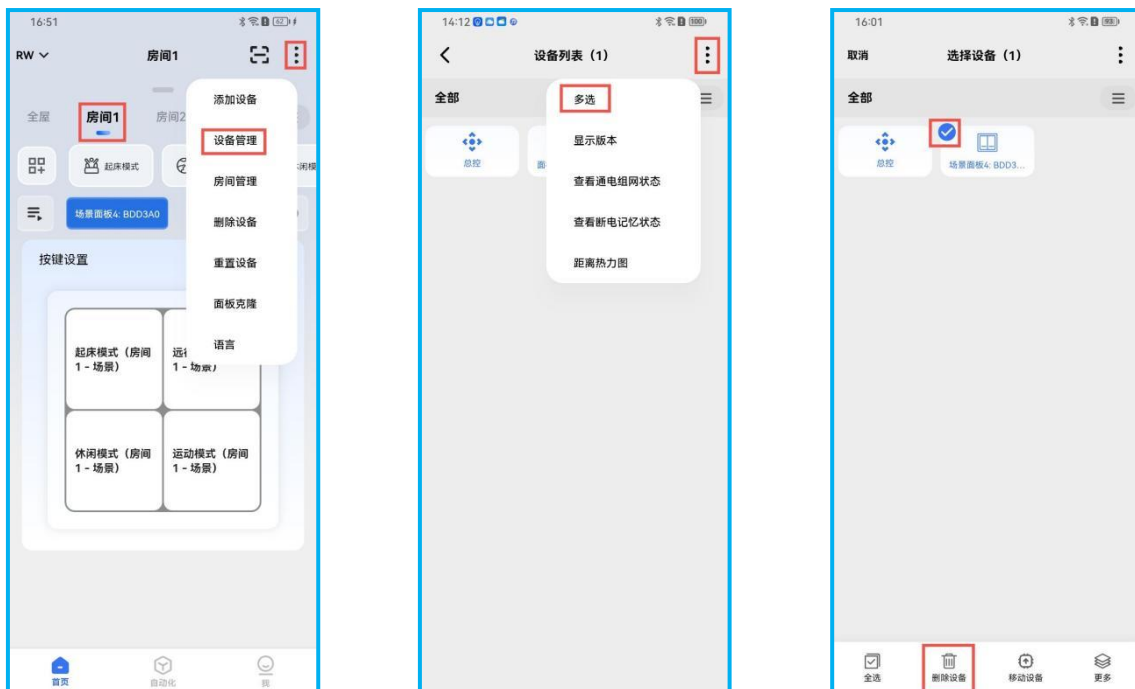 16:51
62
RW
房间1
添加设备
全屋
房间1
房间2
设备管理
起床模式
闲模
房间管理
场景面板4: BDD3A0
删除设备
按键设置
重置设备
面板克隆
语言
起床模式（房间
1 - 场景）
1 - 场景）
休闲模式（房间
1 - 场景）
运动模式（房间
1 - 场景）
首页
自动化
我
14:12
100
设备列表（1）
全部
多选
显示版本
总控
面
查看通电组网状态
查看断电记忆状态
距离热力图
16:01
93
取消
选择设备（1）
全部
总控
场景面板4: BDD3...
全选
删除设备
移动设备
更多